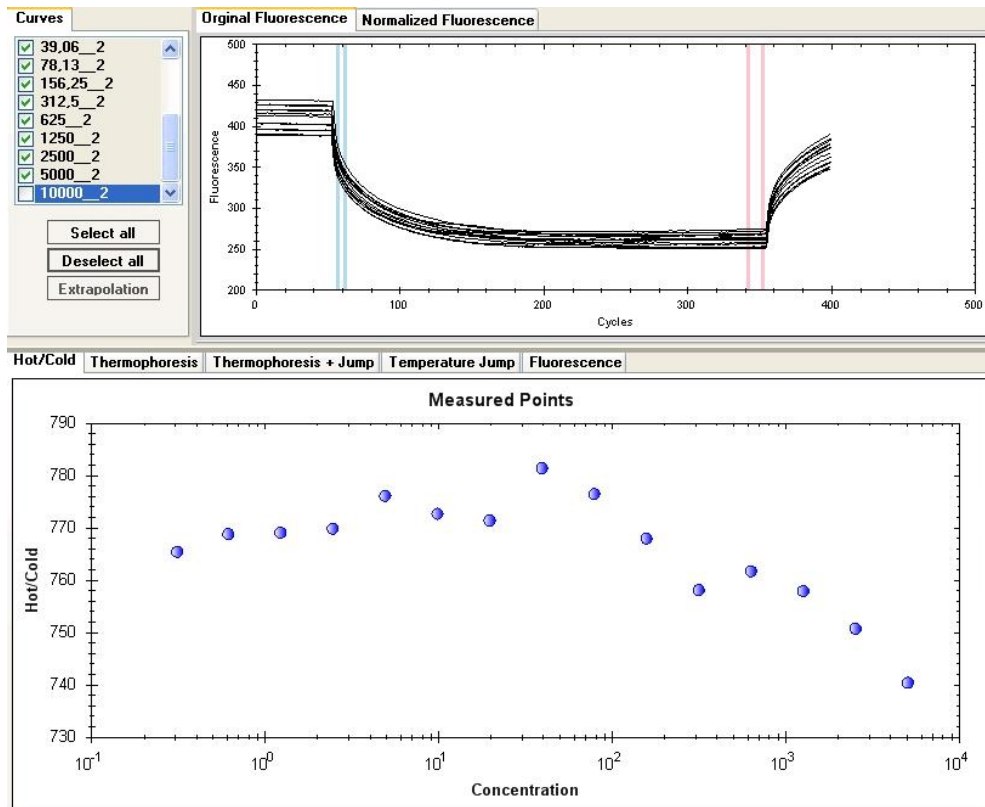 Curves
39,06__2
78,13__2
156,25__2
312,5__2
625__2
1250__2
2500__2
5000__2
10000__2
Select all
Deselect all
Extrapolation
Orginal Fluorescence Normalized Fluorescence
500
450
400
350
300
250
200
Fluorescence
0 100 200 300 400 500
Cycles
Hot/Cold Thermophoresis Thermophoresis + Jump Temperature Jump Fluorescence
Measured Points
790
780
770
760
750
740
730
Hot/Cold
10-1 100 101 102 103 104
Concentration